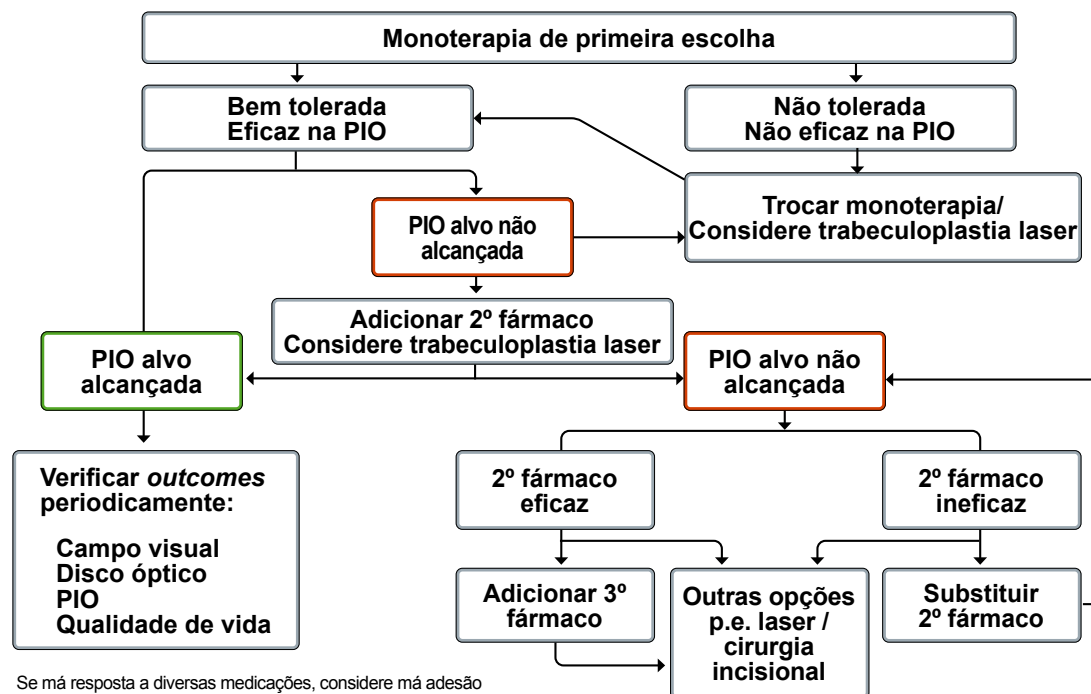 Monoterapia de primeira escolha
Bem tolerada
Eficaz na PIO
Não tolerada
Não eficaz na PIO
Trocar monoterapia/
Considere trabeculoplastia laser
PIO alvo não
alcançada
Adicionar 2º fármaco
Considere trabeculoplastia laser
PIO alvo
alcançada
PIO alvo não
alcançada
Verificar outcomes
periodicamente:
Campo visual
Disco óptico
PIO
Qualidade de vida
2º fármaco
eficaz
2º fármaco
ineficaz
Adicionar 3º
fármaco
Outras opções
p.e. laser /
cirurgia
incisional
Substituir
2º fármaco
Se má resposta a diversas medicações, considere má adesão